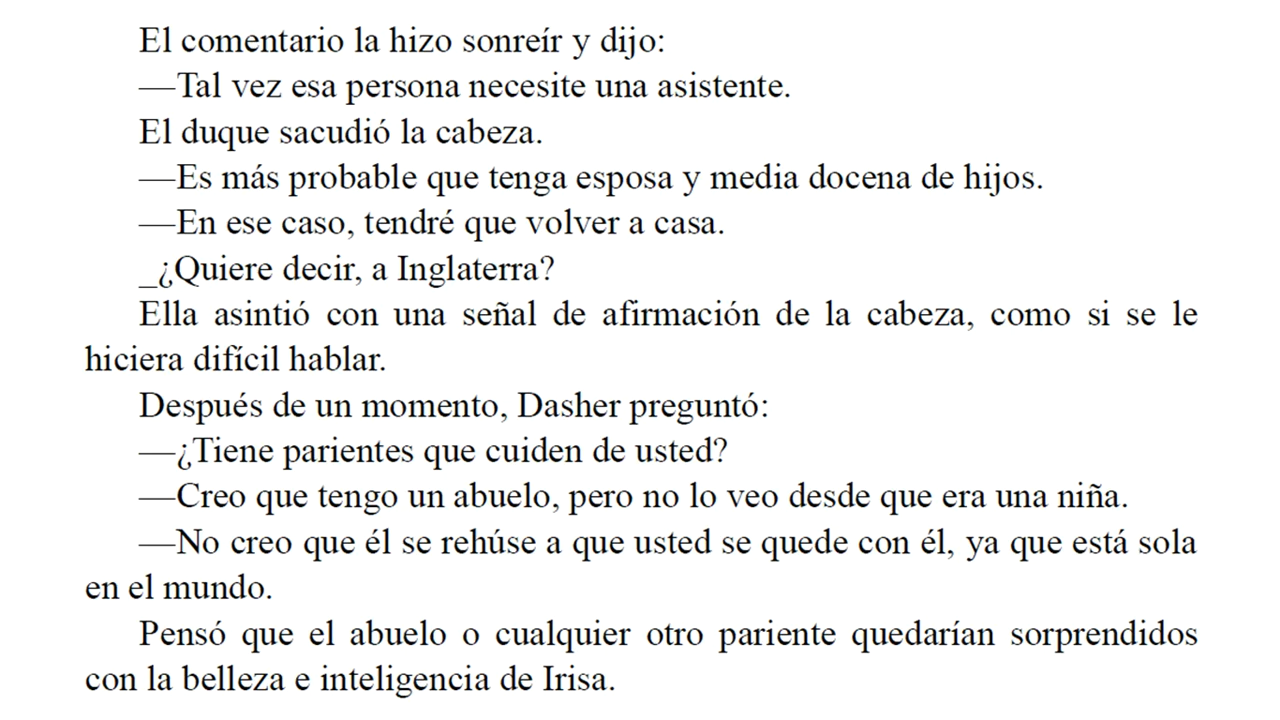 El comentario la hizo sonreír y dijo:
—Tal vez esa persona necesite una asistente.
El duque sacudió la cabeza.
—Es más probable que tenga esposa y media docena de hijos.
—En ese caso, tendré que volver a casa.
_¿Quiere decir, a Inglaterra?
Ella asintió con una señal de afirmación de la cabeza, como si se le
hiciera difícil hablar.
Después de un momento, Dasher preguntó:
—¿Tiene parientes que cuiden de usted?
—Creo que tengo un abuelo, pero no lo veo desde que era una niña.
—No creo que él se rehúse a que usted se quede con él, ya que está sola
en el mundo.
Pensó que el abuelo o cualquier otro pariente quedarían sorprendidos
con la belleza e inteligencia de Irisa.